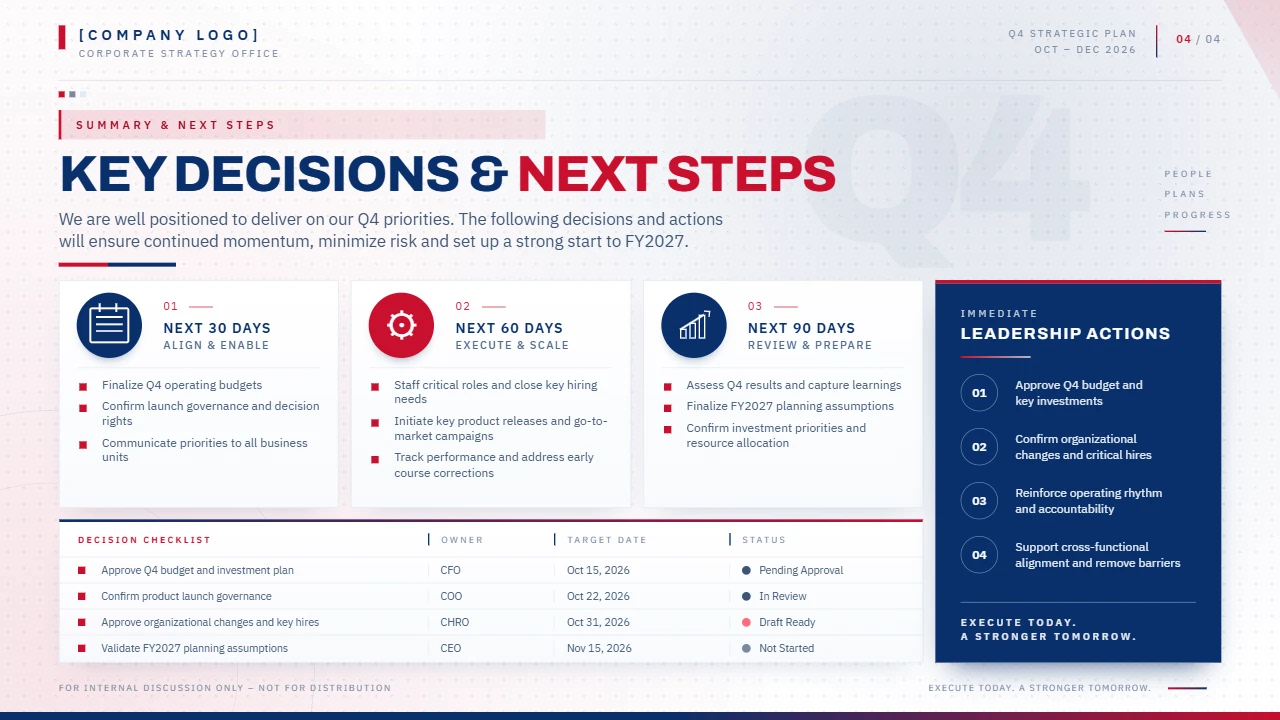 [COMPANY LOGO]
CORPORATE STRATEGY OFFICE
Q4 STRATEGIC PLAN
OCT – DEC 2026
04 / 04
SUMMARY & NEXT STEPS
Q4
KEY DECISIONS & NEXT STEPS
We are well positioned to deliver on our Q4 priorities. The following decisions and actions
will ensure continued momentum, minimize risk and set up a strong start to FY2027.
PEOPLE
PLANS
PROGRESS
01
NEXT 30 DAYS
ALIGN & ENABLE
Finalize Q4 operating budgets
Confirm launch governance and decision
rights
Communicate priorities to all business
units
02
NEXT 60 DAYS
EXECUTE & SCALE
Staff critical roles and close key hiring
needs
Initiate key product releases and go-to-
market campaigns
Track performance and address early
course corrections
03
NEXT 90 DAYS
REVIEW & PREPARE
Assess Q4 results and capture learnings
Finalize FY2027 planning assumptions
Confirm investment priorities and
resource allocation
IMMEDIATE
LEADERSHIP ACTIONS
01
Approve Q4 budget and
key investments
02
Confirm organizational
changes and critical hires
03
Reinforce operating rhythm
and accountability
04
Support cross-functional
alignment and remove barriers
EXECUTE TODAY.
A STRONGER TOMORROW.
DECISION CHECKLIST OWNER TARGET DATE STATUS
Approve Q4 budget and investment plan CFO Oct 15, 2026 Pending Approval
Confirm product launch governance COO Oct 22, 2026 In Review
Approve organizational changes and key hires CHRO Oct 31, 2026 Draft Ready
Validate FY2027 planning assumptions CEO Nov 15, 2026 Not Started
FOR INTERNAL DISCUSSION ONLY – NOT FOR DISTRIBUTION
EXECUTE TODAY. A STRONGER TOMORROW.